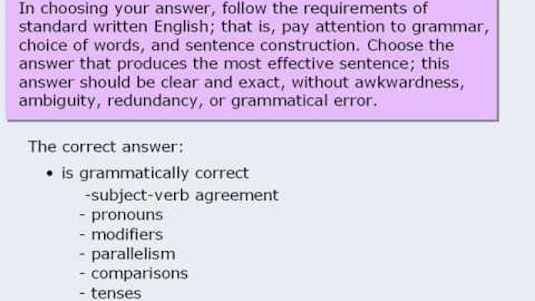 In choosing your answer, follow the requirements of
standard written English; that is, pay attention to grammar,
choice of words, and sentence construction. Choose the
answer that produces the most effective sentence; this
answer should be clear and exact, without awkwardness,
ambiguity, redundancy, or grammatical error.
The correct answer:
• is grammatically correct
-subject-verb agreement
- pronouns
- modifiers
- parallelism
- comparisons
- tenses